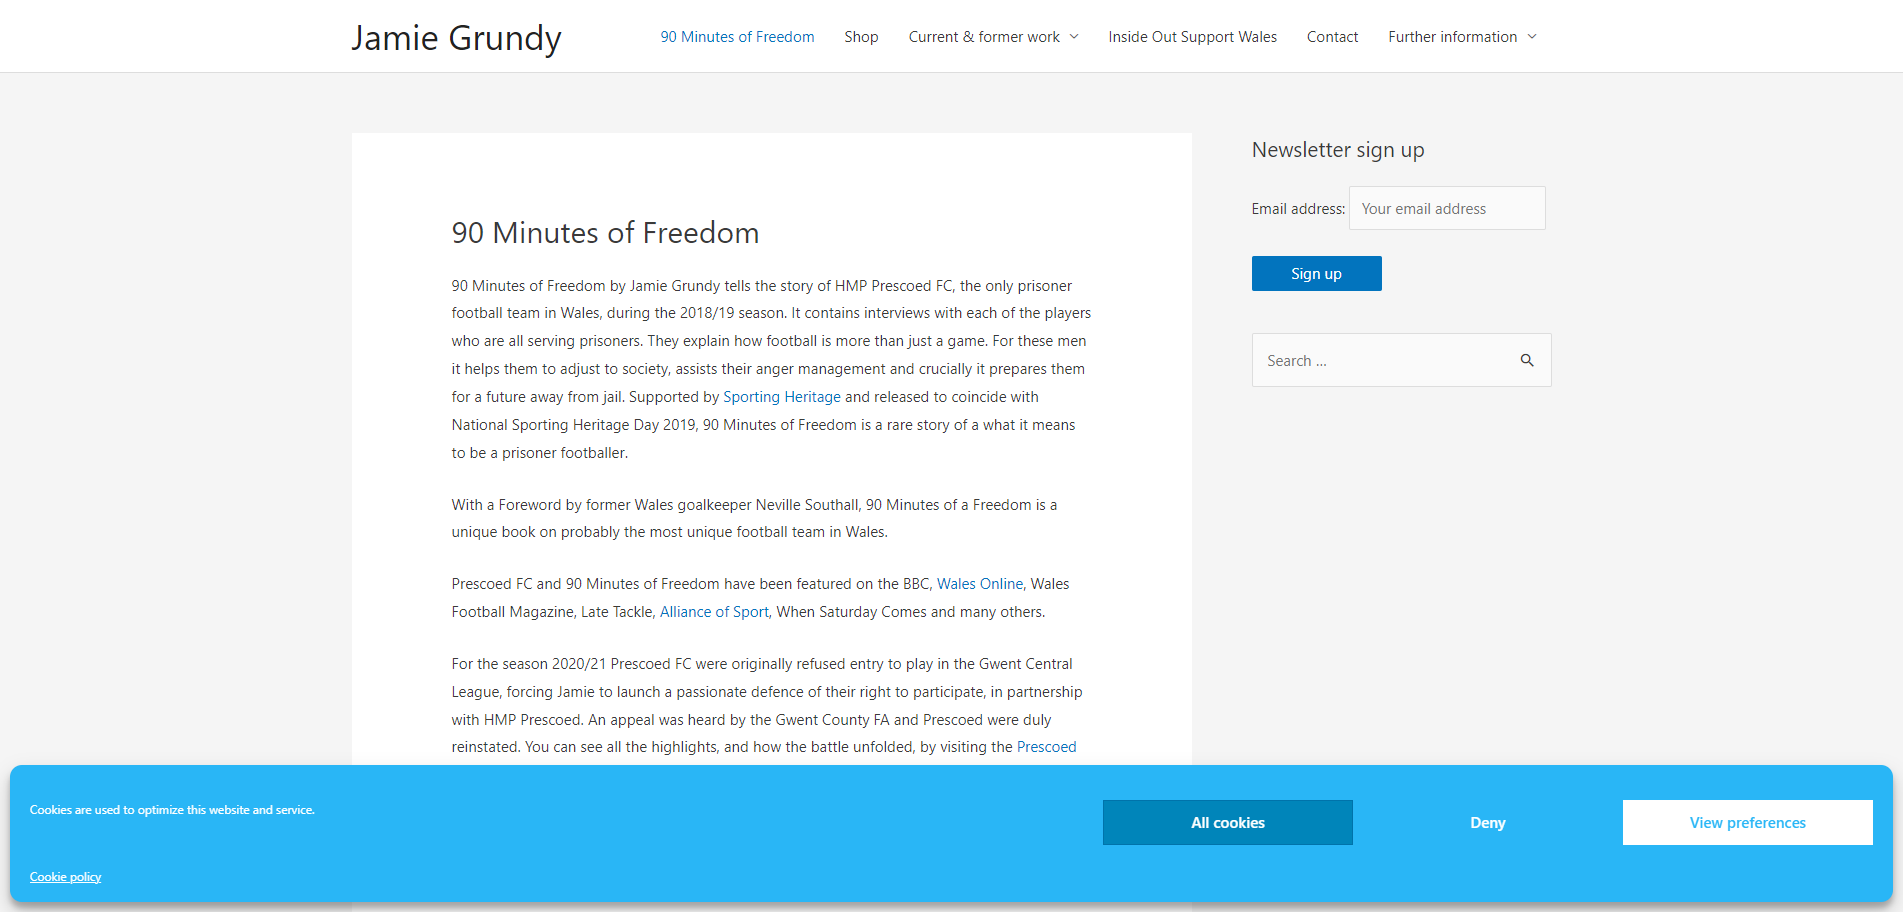 Jamie Grundy
90 Minutes of Freedom
Shop
Current & former work
Inside Out Support Wales
Contact
Further information
90 Minutes of Freedom
90 Minutes of Freedom by Jamie Grundy tells the story of HMP Prescoed FC, the only prisoner
football team in Wales, during the 2018/19 season. It contains interviews with each of the players
who are all serving prisoners. They explain how football is more than just a game. For these men
it helps them to adjust to society, assists their anger management and crucially it prepares them
for a future away from jail. Supported by Sporting Heritage and released to coincide with
National Sporting Heritage Day 2019, 90 Minutes of Freedom is a rare story of a what it means
to be a prisoner footballer.
With a Foreword by former Wales goalkeeper Neville Southall, 90 Minutes of a Freedom is a
unique book on probably the most unique football team in Wales.
Prescoed FC and 90 Minutes of Freedom have been featured on the BBC, Wales Online, Wales
Football Magazine, Late Tackle, Alliance of Sport, When Saturday Comes and many others.
For the season 2020/21 Prescoed FC were originally refused entry to play in the Gwent Central
League, forcing Jamie to launch a passionate defence of their right to participate, in partnership
with HMP Prescoed. An appeal was heard by the Gwent County FA and Prescoed were duly
reinstated. You can see all the highlights, and how the battle unfolded, by visiting the Prescoed
Newsletter sign up
Email address: Your email address
Sign up
Search ...
Cookies are used to optimize this website and service.
All cookies
Deny
View preferences
Cookie policy